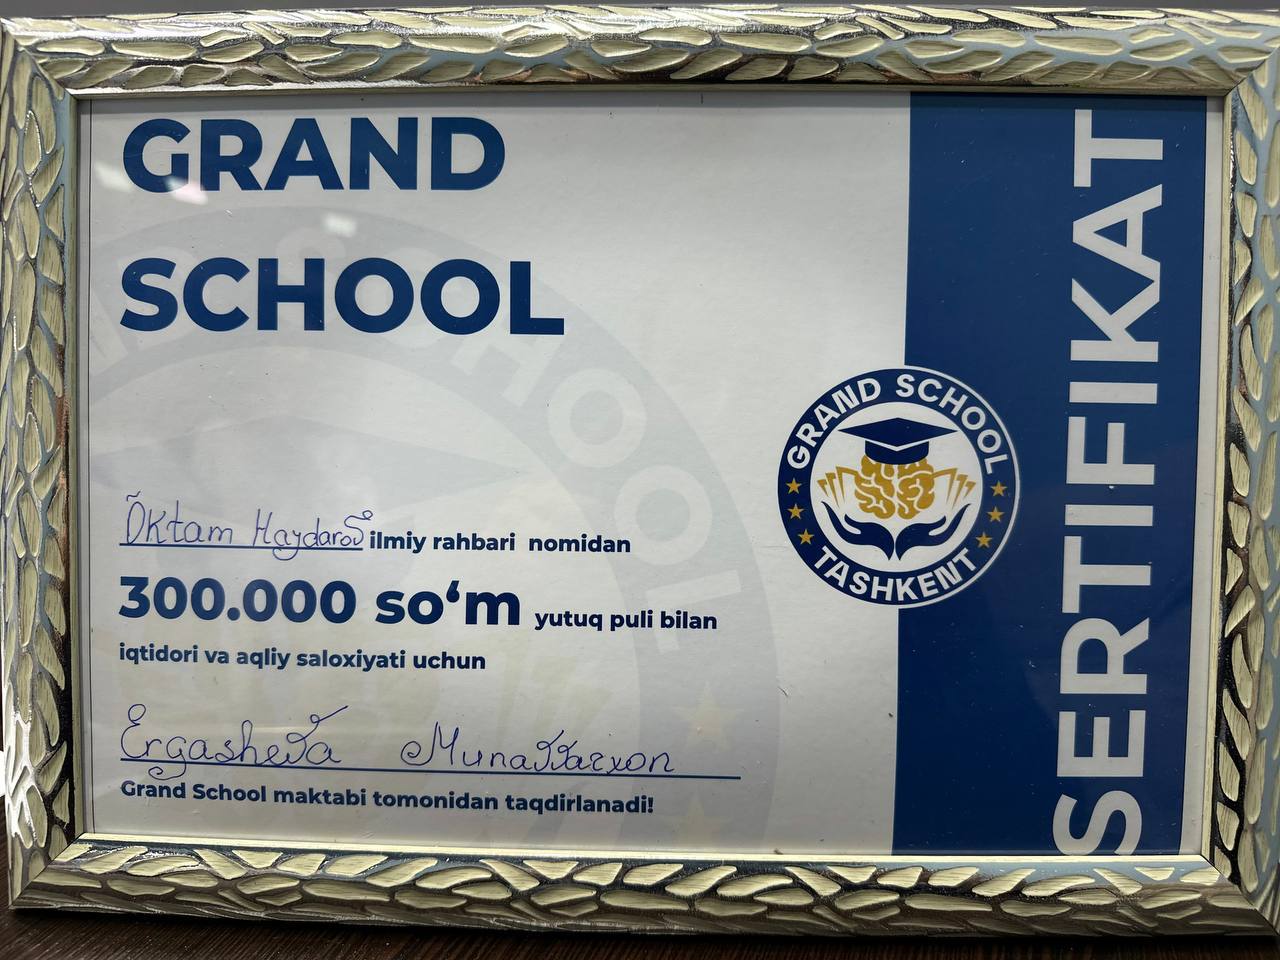 GRAND
SCHOOL
Õktam Haydarov ilmiy rahbari nomidan
300.000 so‘m yutuq puli bilan
iqtidori va aqliy saloxiyati uchun
Ergasheva Munavvarxon
Grand School maktabi tomonidan taqdirlanadi!
GRAND SCHOOL
TASHKENT
SERTIFIKAT